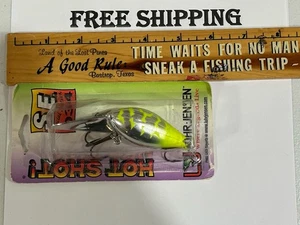 FREE SHIPPING
Land of the Lost Pines
A Good Rule
Bastrop, Texas
TIME WAITS FOR NO MAN
SNEAK A FISHING TRIP -
LUHR-JENSEN
HOT SHOT!